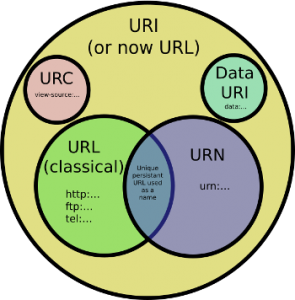 URI
(or now URL)
URC
view-source:...
Data
URI
data:...
URL
(classical)
http:...
ftp:...
tel:...
Unique
persistant
URL used
as a
name
URN
urn:...